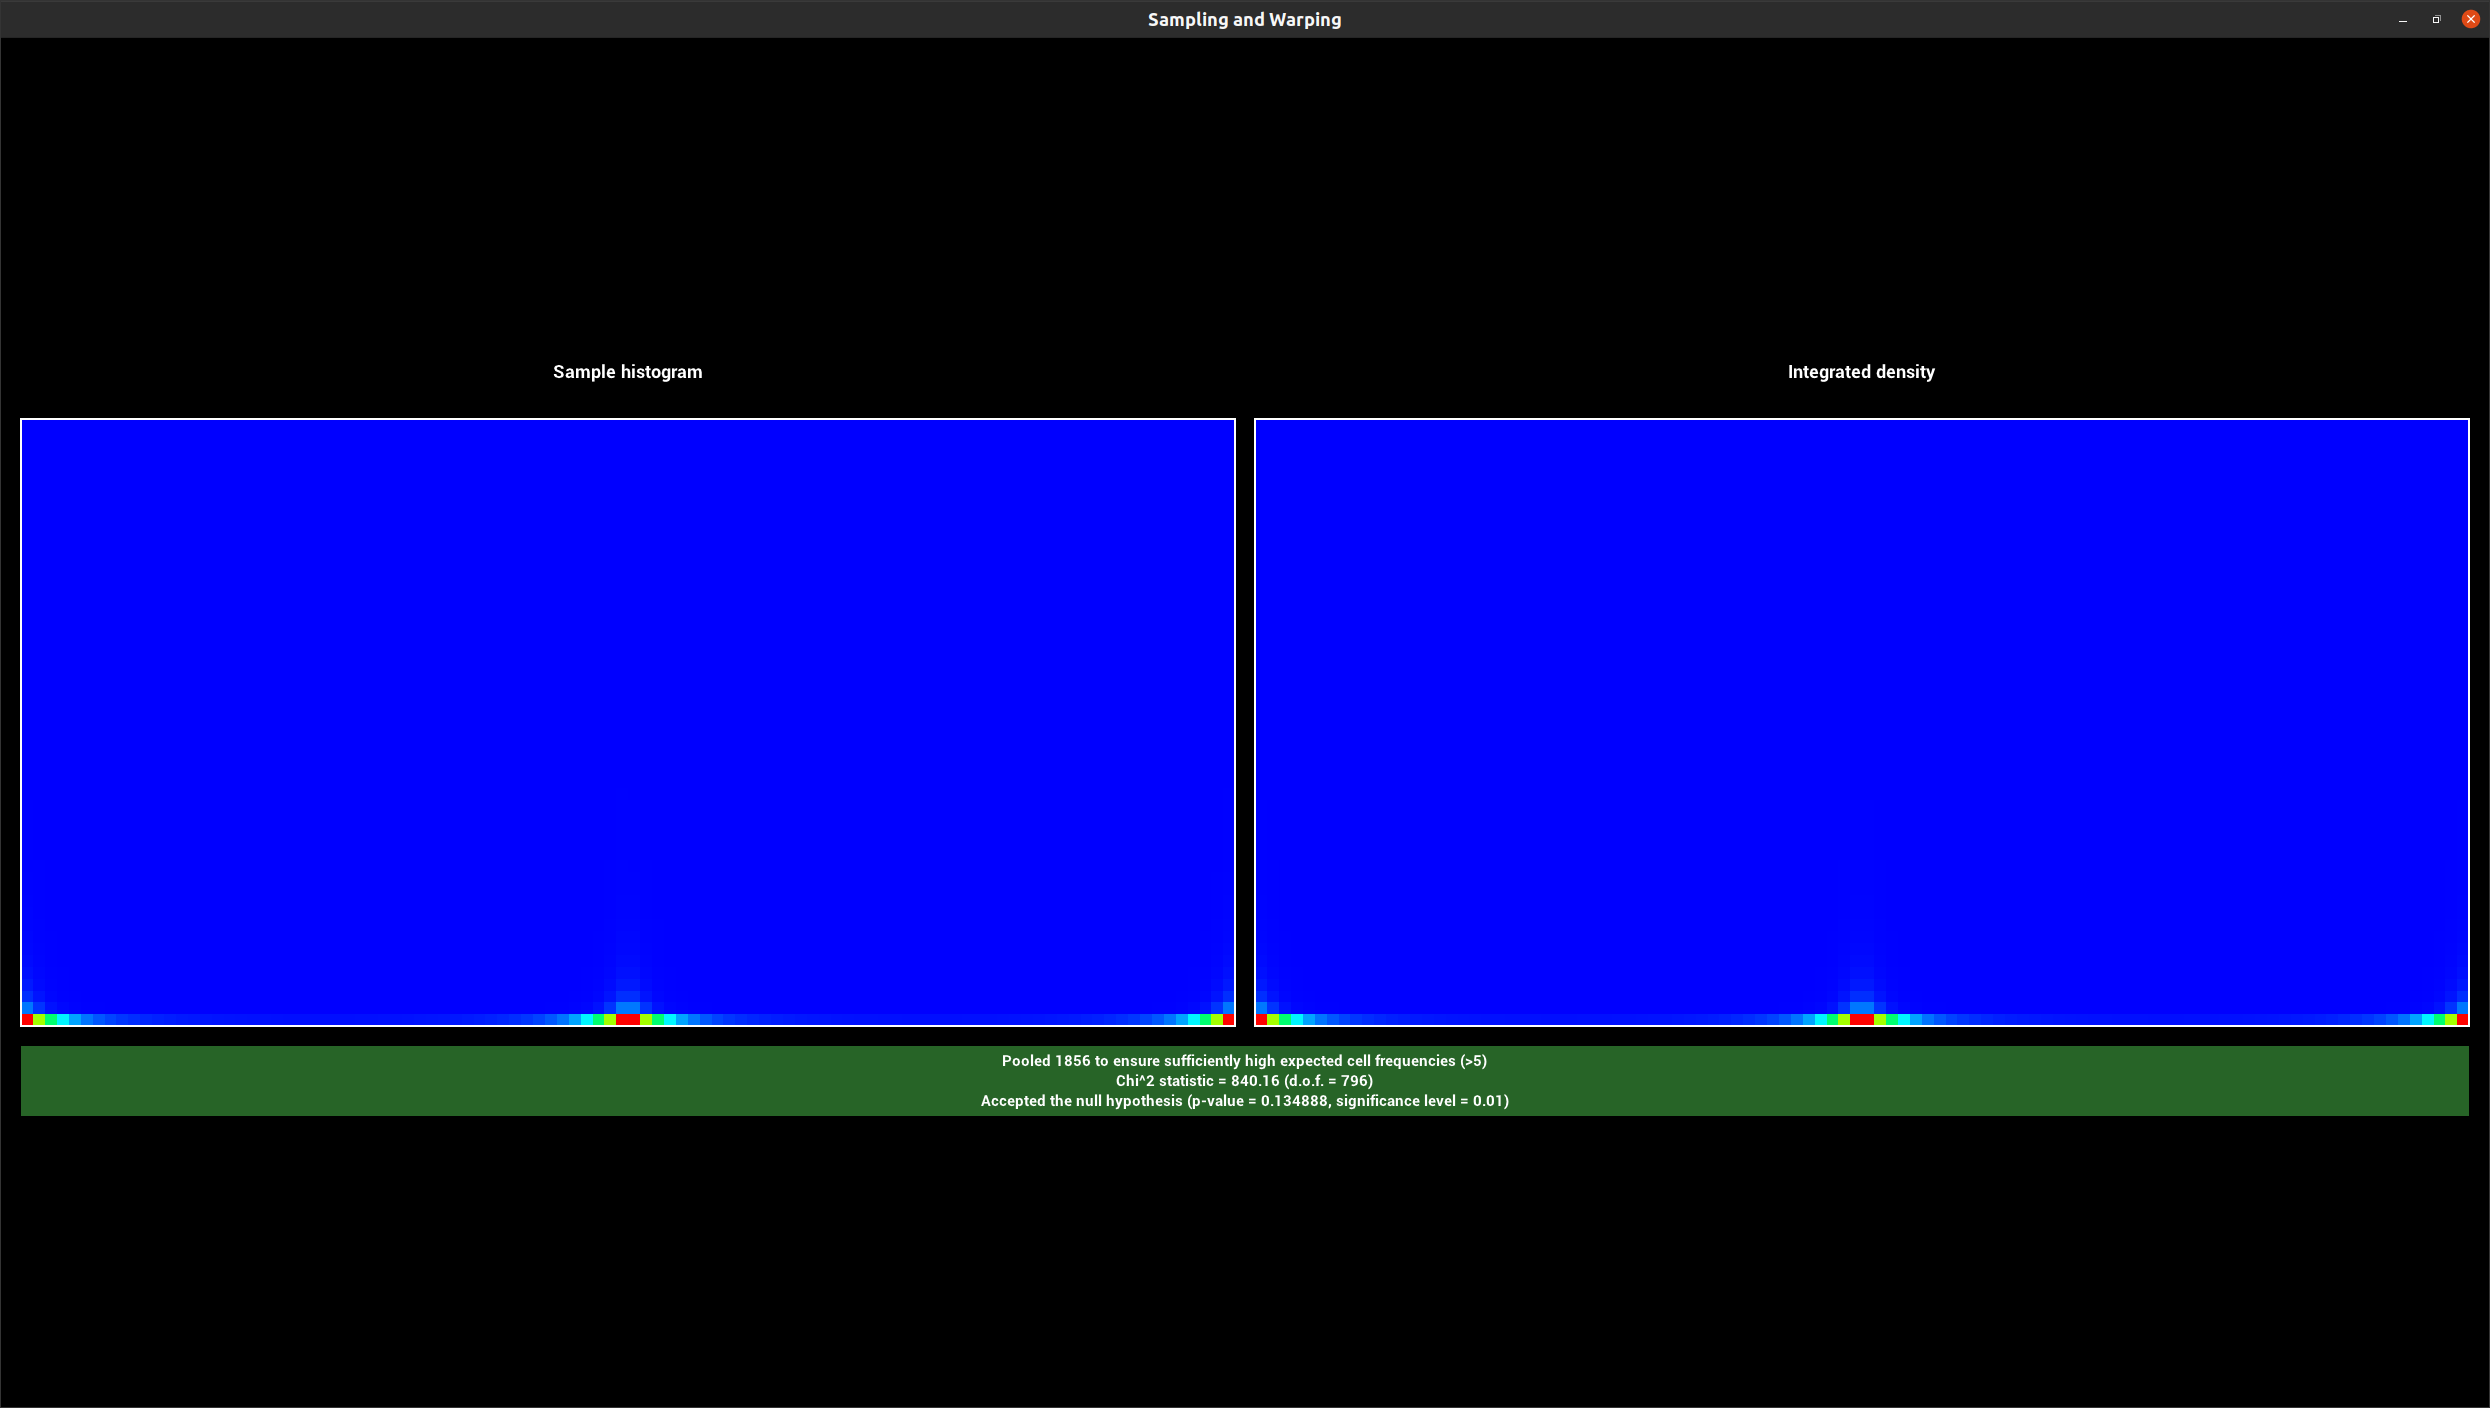 Sampling and Warping
Sample histogram
Integrated density
Pooled 1856 to ensure sufficiently high expected cell frequencies (>5)
Chi^2 statistic = 840.16 (d.o.f. = 796)
Accepted the null hypothesis (p-value = 0.134888, significance level = 0.01)